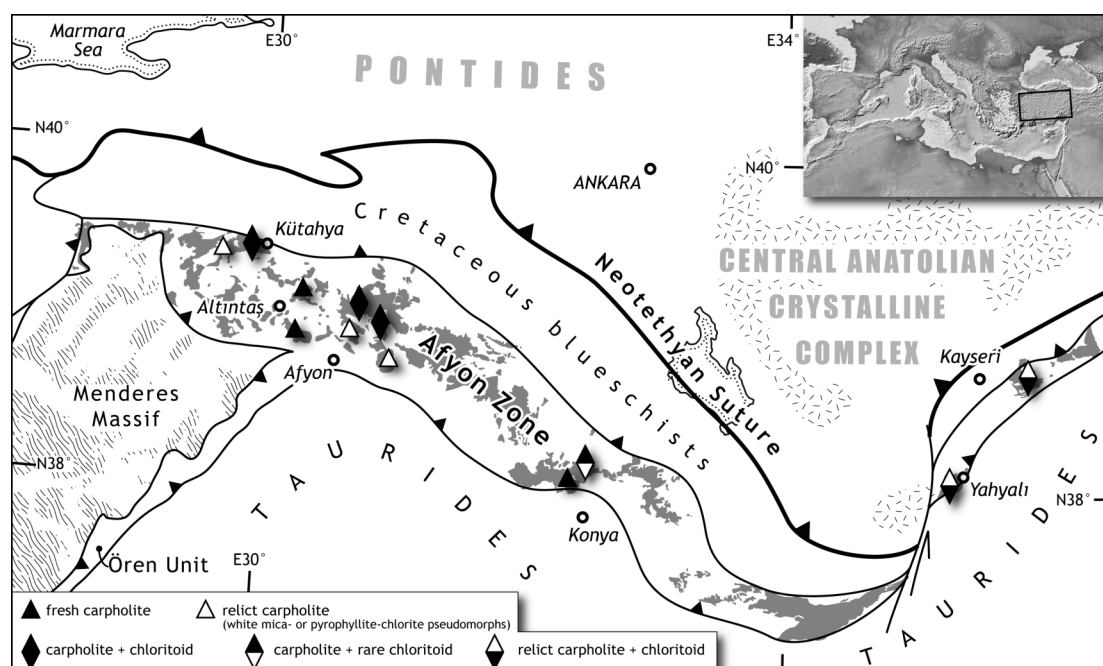 Marmara
Sea
E30°
E34°
PONTIDES
N40°
N40°
ANKARA
Cretaceous blueschists
Neotethyan Suture
CENTRAL ANATOLIAN
CRYSTALLINE
COMPLEX
Kütahya
Altıntaş
Afyon
Afyon Zone
Kayseri
Menderes
Massif
N38°
Yahyalı
N38°
Konya
TAURIDES
TAURIDES
E30°
Ören Unit
fresh carpholite
relict carpholite
(white mica- or pyrophyllite-chlorite pseudomorphs)
carpholite + chloritoid
carpholite + rare chloritoid
relict carpholite + chloritoid